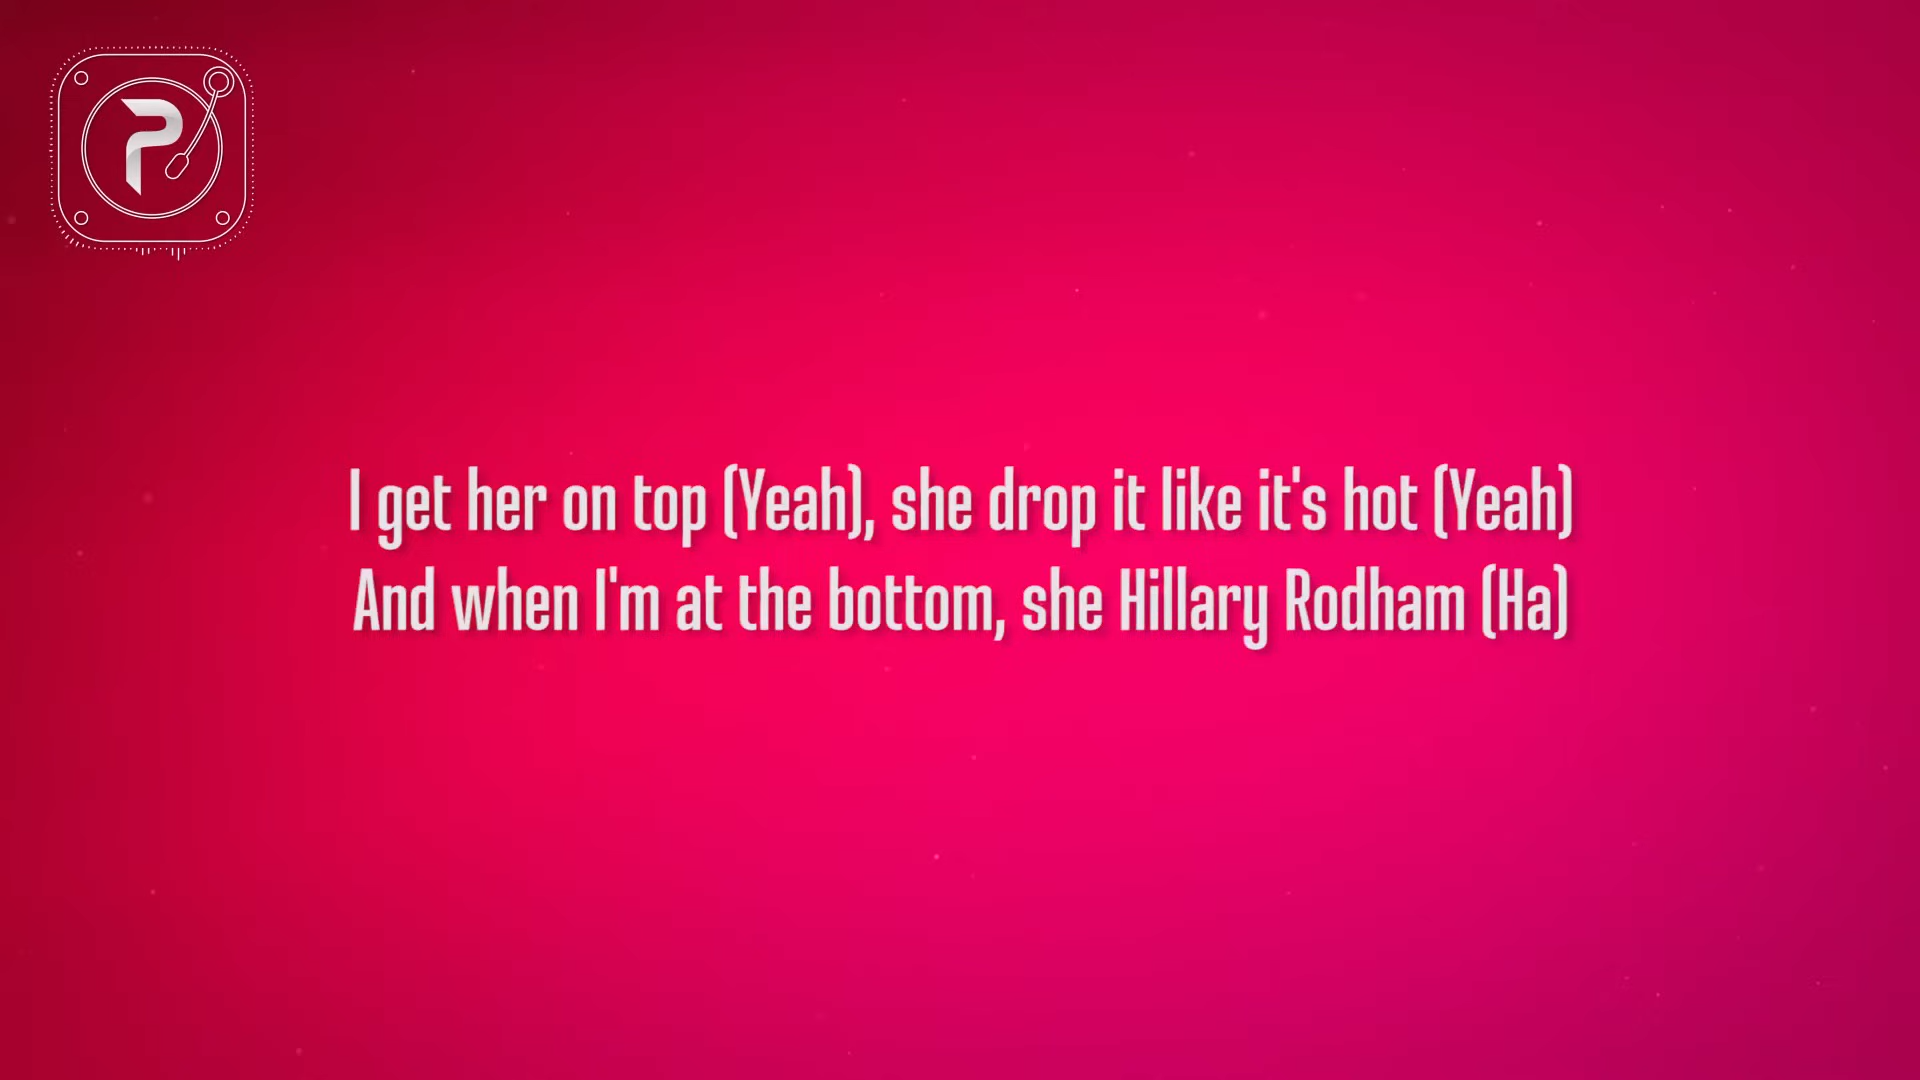 P
I get her on top (Yeah), she drop it like it's hot (Yeah)
And when I'm at the bottom, she Hillary Rodham (Ha)